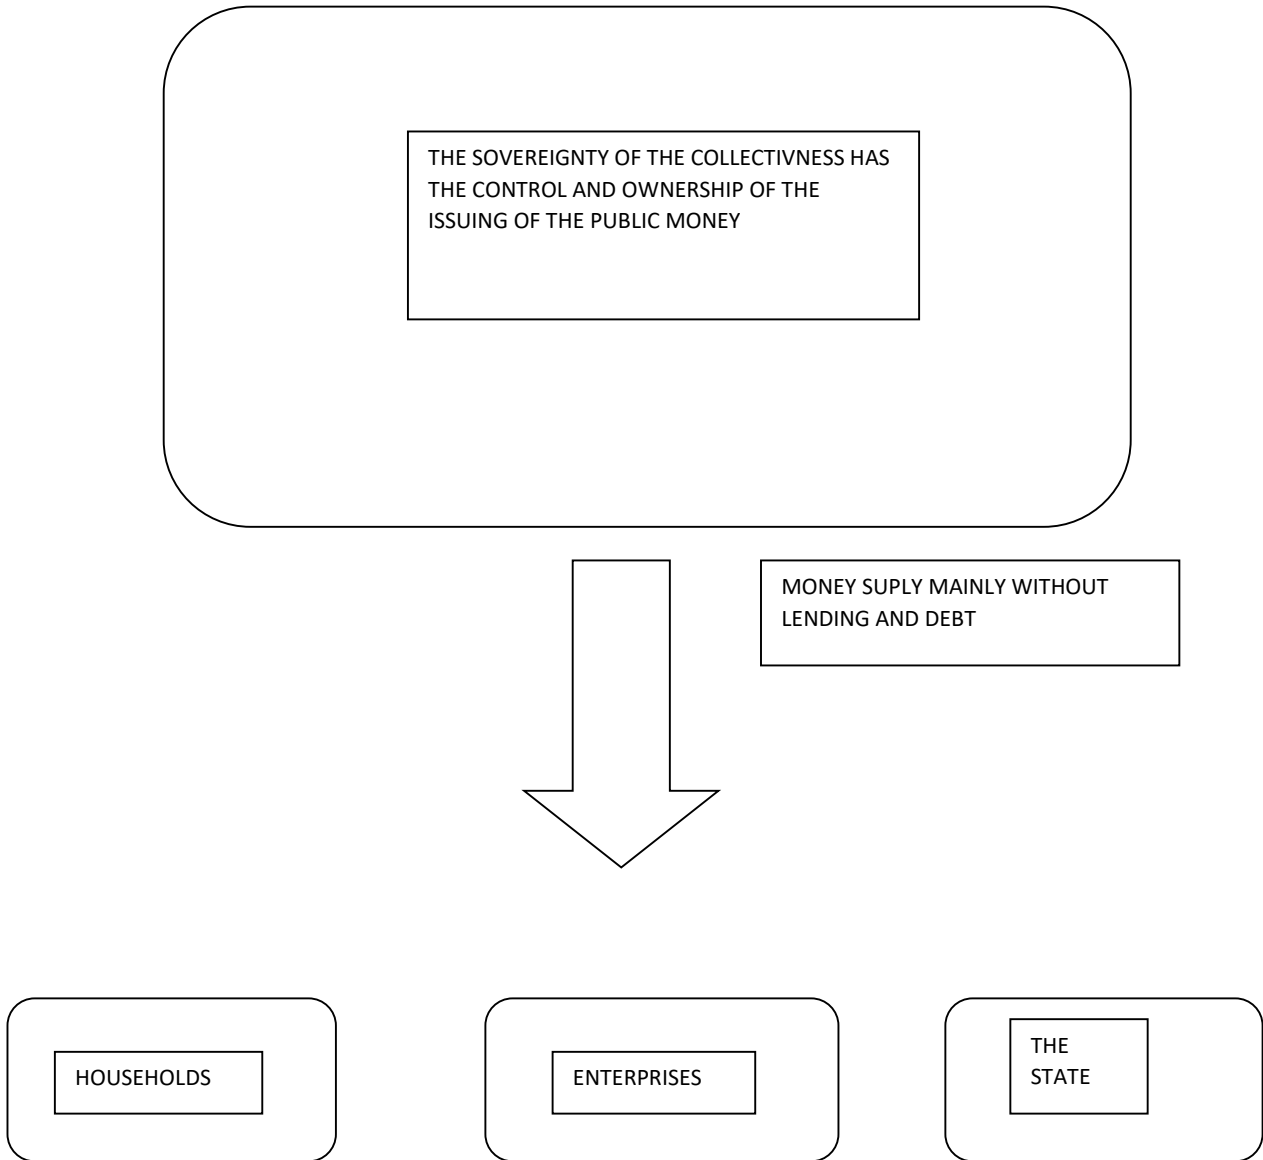 THE SOVEREIGNTY OF THE COLLECTIVNESS HAS
THE CONTROL AND OWNERSHIP OF THE
ISSUING OF THE PUBLIC MONEY
MONEY SUPLY MAINLY WITHOUT
LENDING AND DEBT
HOUSEHOLDS
ENTERPRISES
THE
STATE